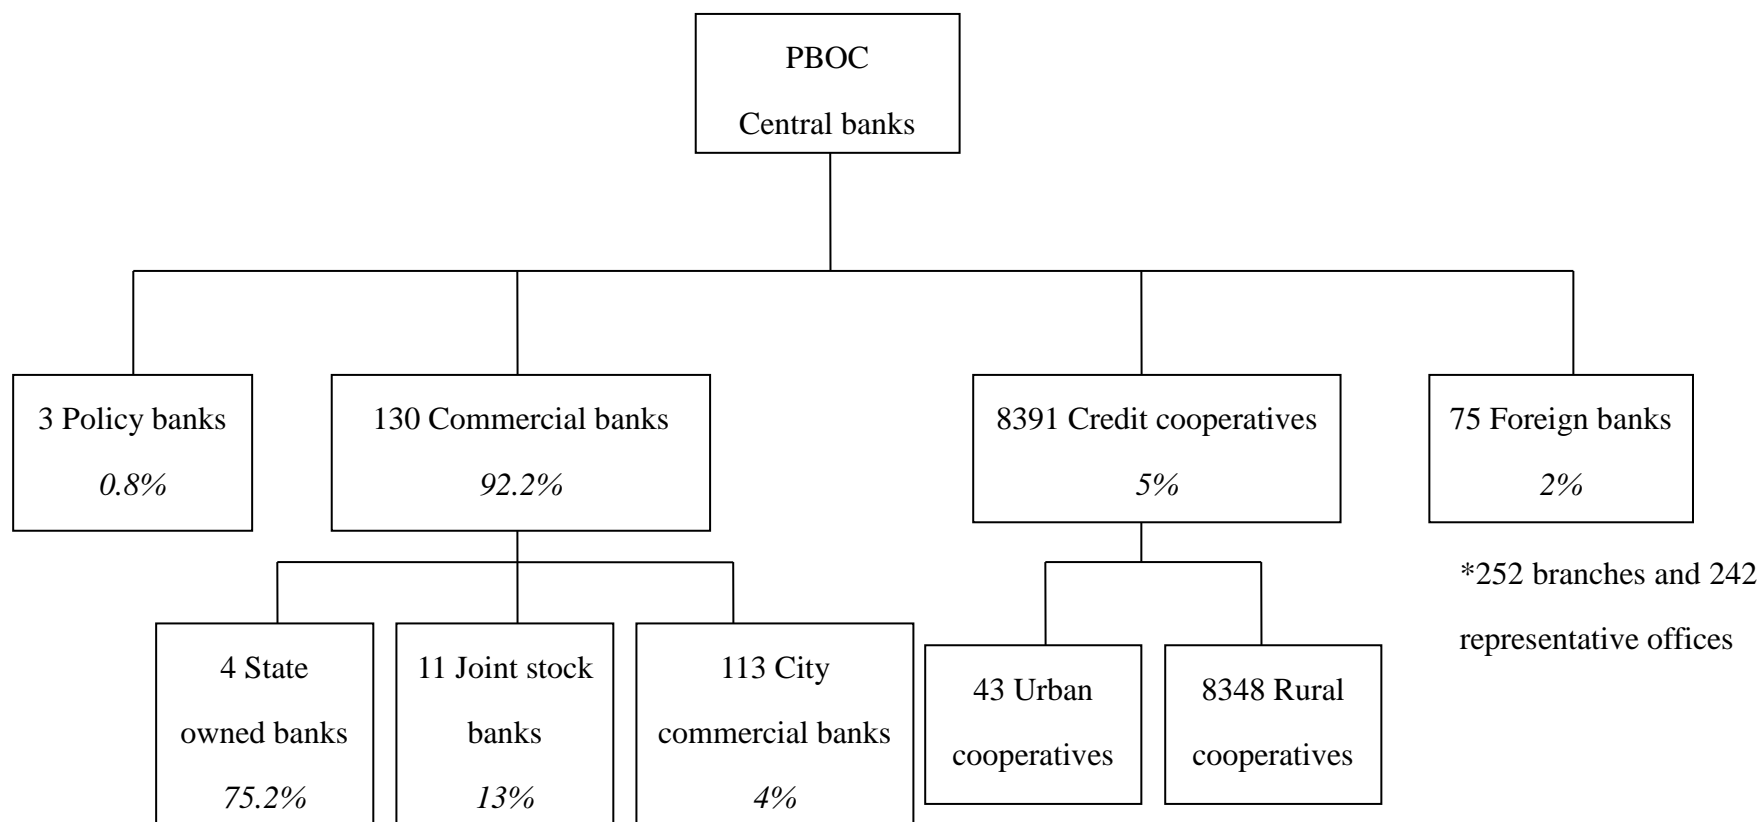 PBOC
Central banks
3 Policy banks
0.8%
130 Commercial banks
92.2%
8391 Credit cooperatives
5%
75 Foreign banks
2%
*252 branches and 242
representative offices
4 State
owned banks
75.2%
11 Joint stock
banks
13%
113 City
commercial banks
4%
43 Urban
cooperatives
8348 Rural
cooperatives